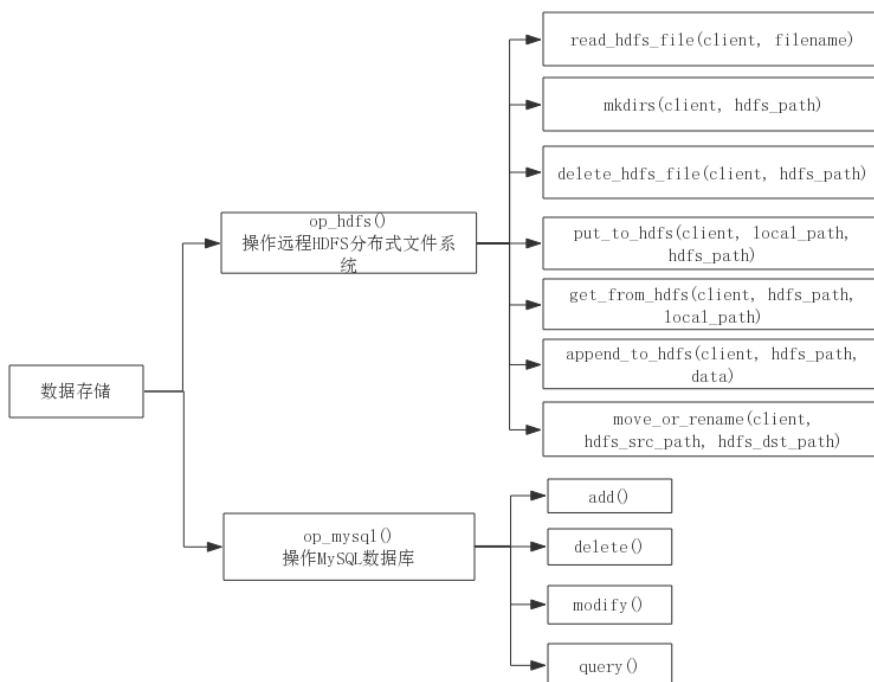 read_hdfs_file(client, filename)
mkdirs(client, hdfs_path)
delete_hdfs_file(client, hdfs_path)
op_hdfs()
操作远程HDFS分布式文件系
统
put_to_hdfs(client, local_path,
hdfs_path)
get_from_hdfs(client, hdfs_path,
local_path)
append_to_hdfs(client, hdfs_path,
data)
数据存储
move_or_rename(client,
hdfs_src_path, hdfs_dst_path)
add()
op_mysql()
操作MySQL数据库
delete()
modify()
query()